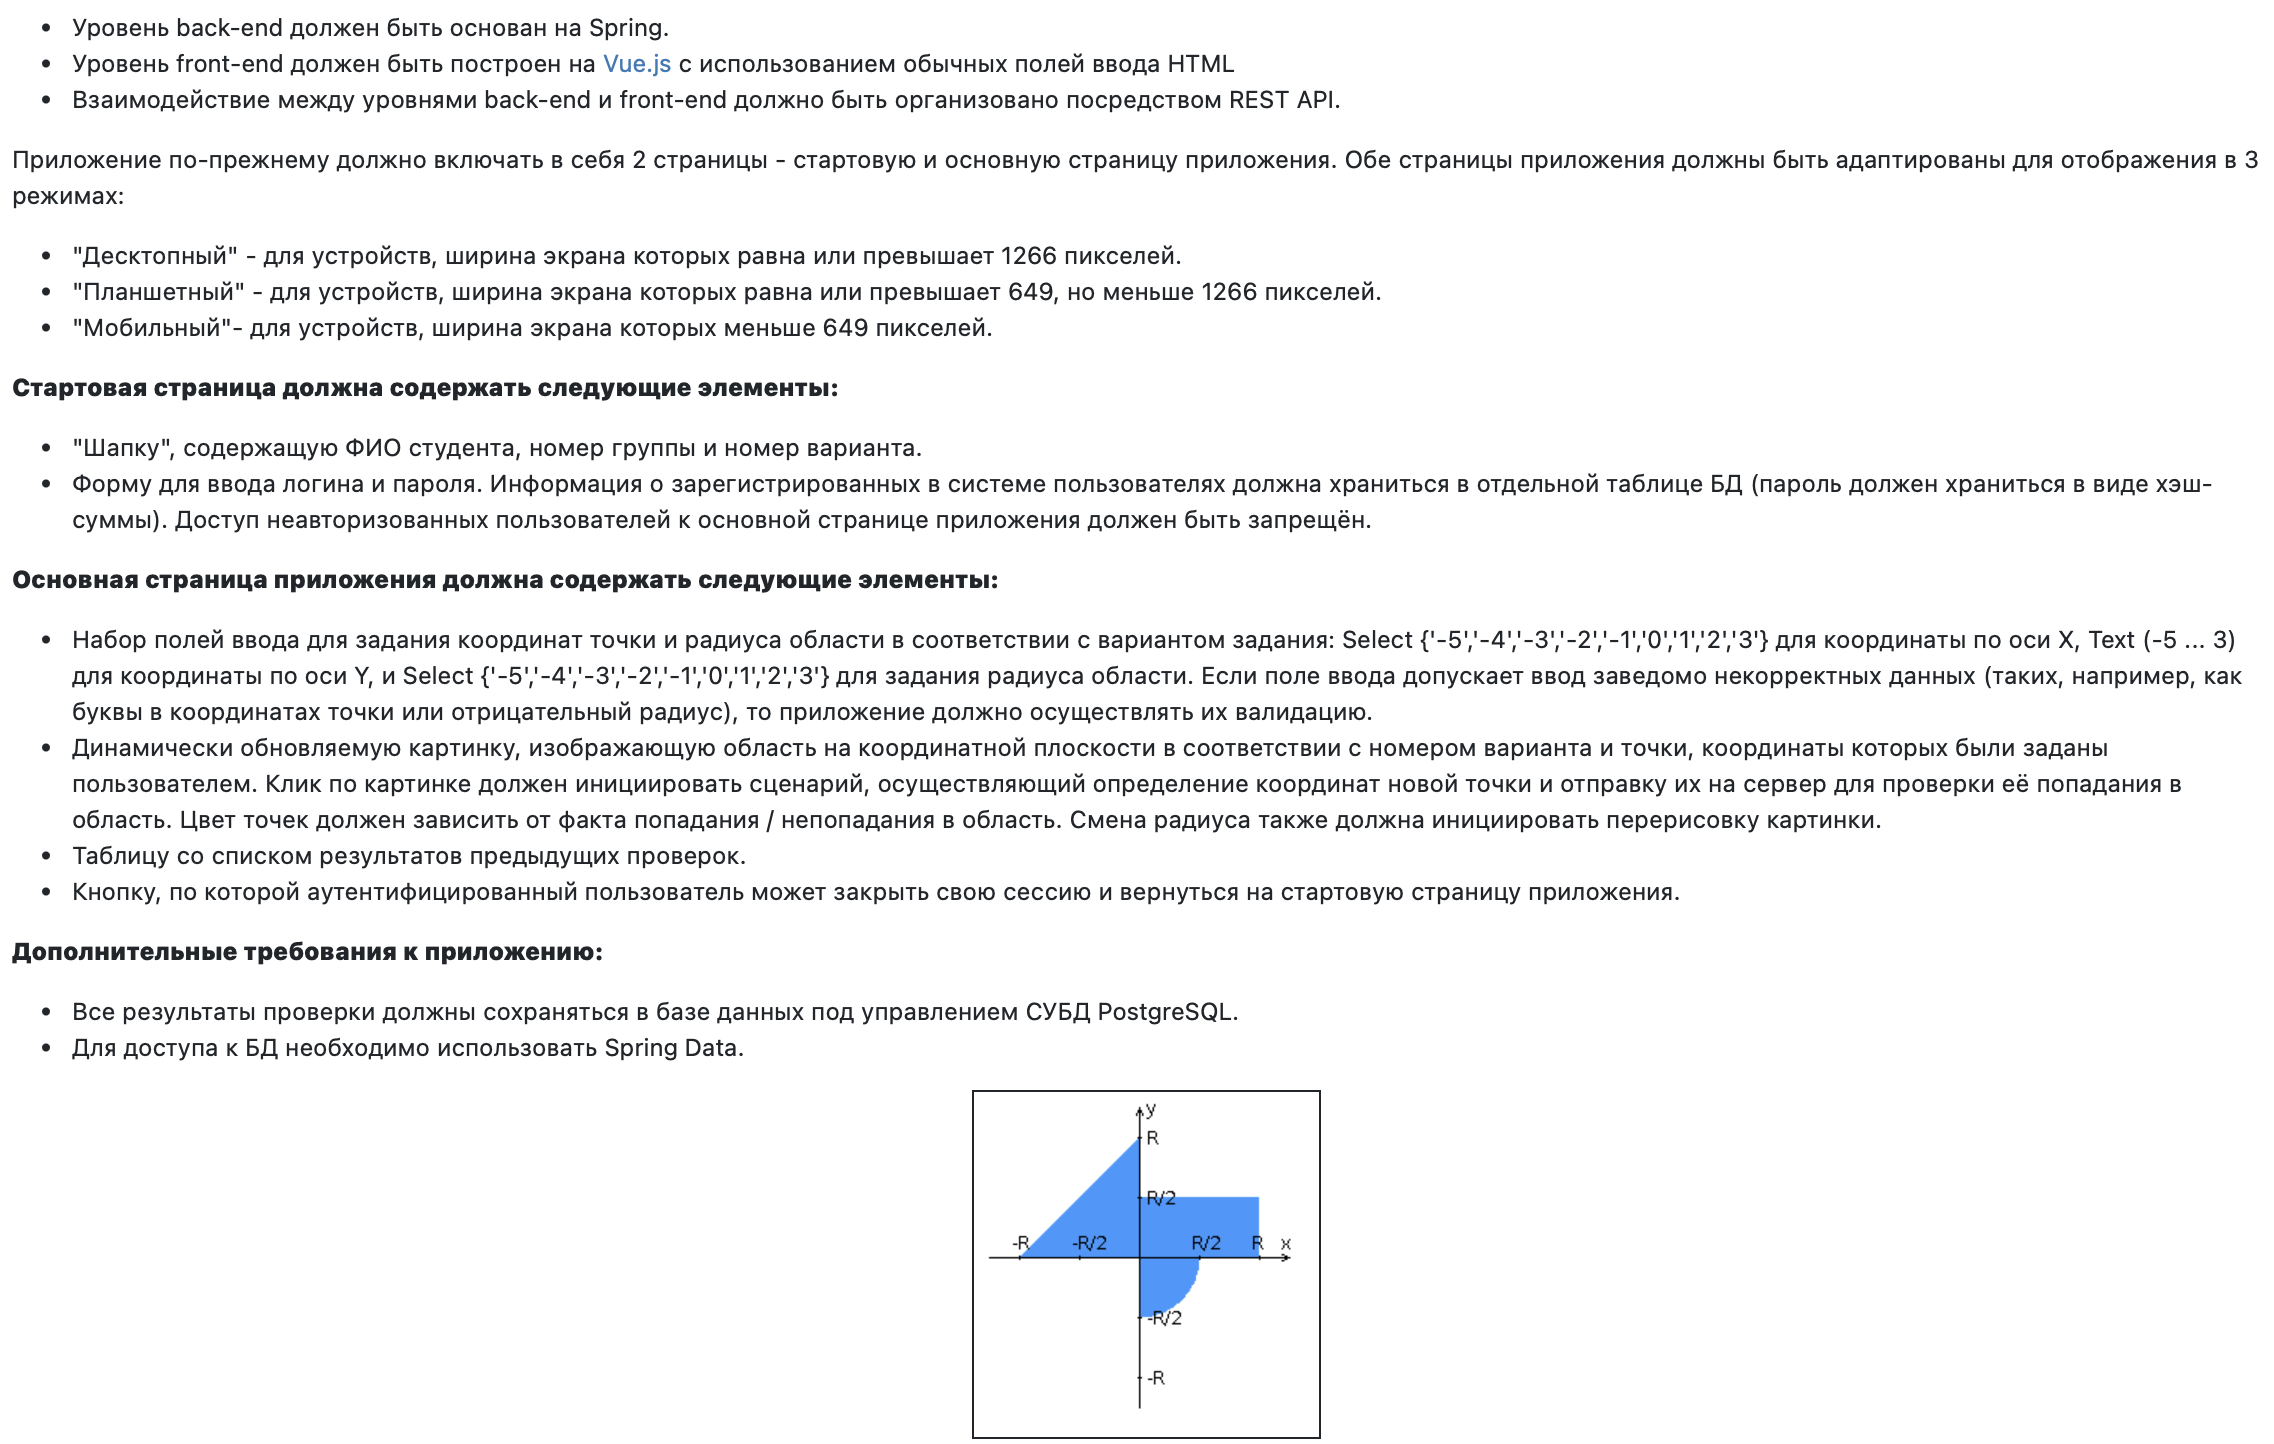 • Уровень back-end должен быть основан на Spring.
• Уровень front-end должен быть построен на Vue.js с использованием обычных полей ввода HTML
• Взаимодействие между уровнями back-end и front-end должно быть организовано посредством REST API.
Приложение по-прежнему должно включать в себя 2 страницы - стартовую и основную страницу приложения. Обе страницы приложения должны быть адаптированы для отображения в 3
режимах:
• "Десктопный" - для устройств, ширина экрана которых равна или превышает 1266 пикселей.
• "Планшетный" - для устройств, ширина экрана которых равна или превышает 649, но меньше 1266 пикселей.
• "Мобильный"- для устройств, ширина экрана которых меньше 649 пикселей.
Стартовая страница должна содержать следующие элементы:
• "Шапку", содержащую ФИО студента, номер группы и номер варианта.
• Форму для ввода логина и пароля. Информация о зарегистрированных в системе пользователях должна храниться в отдельной таблице БД (пароль должен храниться в виде хэш-
суммы). Доступ неавторизованных пользователей к основной странице приложения должен быть запрещён.
Основная страница приложения должна содержать следующие элементы:
• Набор полей ввода для задания координат точки и радиуса области в соответствии с вариантом задания: Select {'-5','-4','-3','-2','-1','0','1','2','3'} для координаты по оси X, Text (-5 ... 3)
для координаты по оси Y, и Select {'-5','-4','-3','-2','-1','0','1','2','3'} для задания радиуса области. Если поле ввода допускает ввод заведомо некорректных данных (таких, например, как
буквы в координатах точки или отрицательный радиус), то приложение должно осуществлять их валидацию.
• Динамически обновляемую картинку, изображающую область на координатной плоскости в соответствии с номером варианта и точки, координаты которых были заданы
пользователем. Клик по картинке должен инициировать сценарий, осуществляющий определение координат новой точки и отправку их на сервер для проверки её попадания в
область. Цвет точек должен зависить от факта попадания / непопадания в область. Смена радиуса также должна инициировать перерисовку картинки.
• Таблицу со списком результатов предыдущих проверок.
• Кнопку, по которой аутентифицированный пользователь может закрыть свою сессию и вернуться на стартовую страницу приложения.
Дополнительные требования к приложению:
• Все результаты проверки должны сохраняться в базе данных под управлением СУБД PostgreSQL.
• Для доступа к БД необходимо использовать Spring Data.
y
R
R/2
-R -R/2 R/2 R x
-R/2
-R